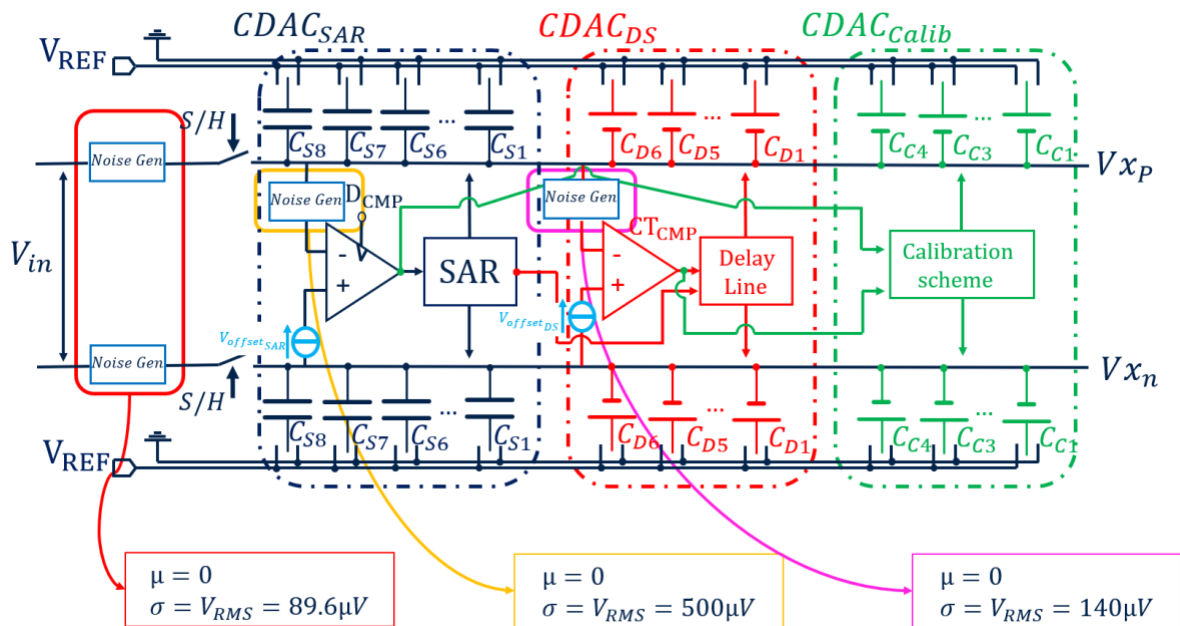 CDAC_SAR CDAC_DS CDAC_Calib
V_REF
S/H
C_S8 C_S7 C_S6 ... C_S1 C_D6 C_D5 ... C_D1 C_C4 C_C3 C_C1
Noise Gen
Vx_P
Noise Gen D_CMP Noise Gen
CT_CMP
V_in
-
+
SAR
-
+
Delay
Line
Calibration
scheme
V_offset_SAR
V_offset_DS
Noise Gen
Vx_n
S/H
C_S8 C_S7 C_S6 ... C_S1 C_D6 C_D5 ... C_D1 C_C4 C_C3 C_C1
V_REF
μ = 0
σ = V_RMS = 89.6μV
μ = 0
σ = V_RMS = 500μV
μ = 0
σ = V_RMS = 140μV